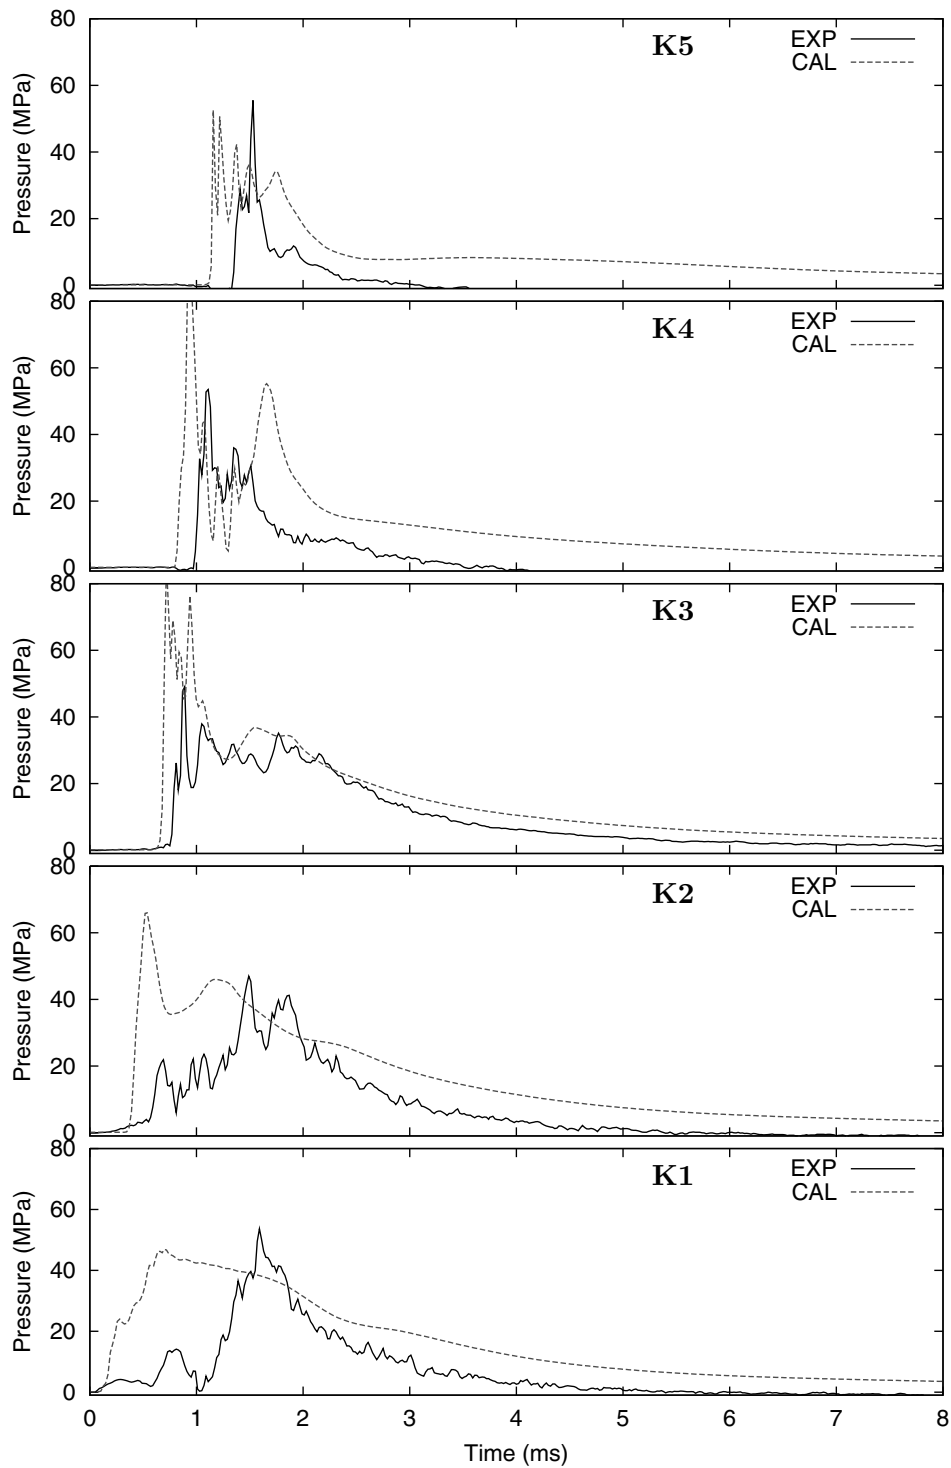 80
60
40
20
0
Pressure (MPa)
K5
EXP
CAL
80
60
40
20
0
Pressure (MPa)
K4
EXP
CAL
80
60
40
20
0
Pressure (MPa)
K3
EXP
CAL
80
60
40
20
0
Pressure (MPa)
K2
EXP
CAL
80
60
40
20
0
Pressure (MPa)
K1
EXP
CAL
0 1 2 3 4 5 6 7 8
Time (ms)